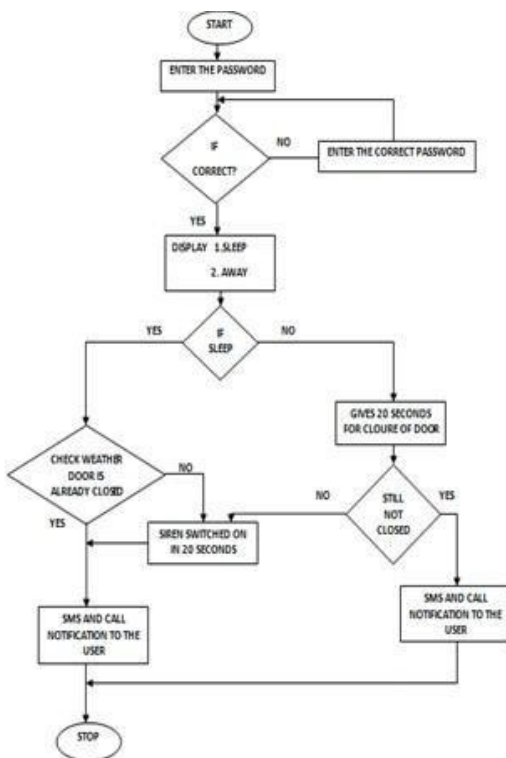 START
ENTER THE PASSWORD
IF
CORRECT?
NO
ENTER THE CORRECT PASSWORD
YES
DISPLAY 1.SLEEP
2. AWAY
YES
IF
SLEEP
NO
GIVES 20 SECONDS
FOR CLOURE OF DOOR
CHECK WEATHER
DOOR IS
ALREADY CLOSED
NO
YES
SIREN SWITCHED ON
IN 20 SECONDS
NO
STILL
NOT
CLOSED
YES
SMS AND CALL
NOTIFICATION TO THE
USER
SMS AND CALL
NOTIFICATION TO THE
USER
STOP